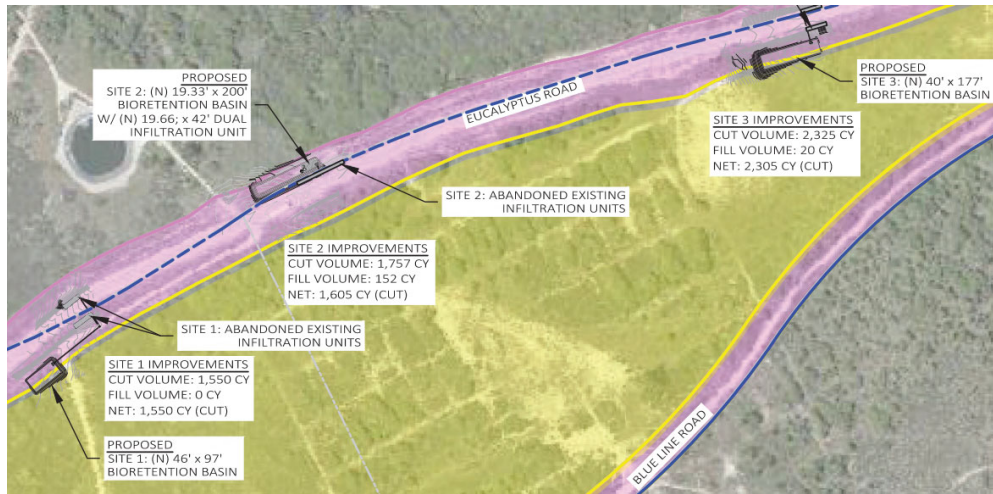 PROPOSED
SITE 2: (N) 19.33' x 200'
BIORETENTION BASIN
W/ (N) 19.66; x 42' DUAL
INFILTRATION UNIT
EUCALYPTUS ROAD
PROPOSED
SITE 3: (N) 40' x 177'
BIORETENTION BASIN
SITE 3 IMPROVEMENTS
CUT VOLUME: 2,325 CY
FILL VOLUME: 20 CY
NET: 2,305 CY (CUT)
SITE 2: ABANDONED EXISTING
INFILTRATION UNITS
SITE 2 IMPROVEMENTS
CUT VOLUME: 1,757 CY
FILL VOLUME: 152 CY
NET: 1,605 CY (CUT)
SITE 1: ABANDONED EXISTING
INFILTRATION UNITS
SITE 1 IMPROVEMENTS
CUT VOLUME: 1,550 CY
FILL VOLUME: 0 CY
NET: 1,550 CY (CUT)
PROPOSED
SITE 1: (N) 46' x 97'
BIORETENTION BASIN
BLUE LINE ROAD